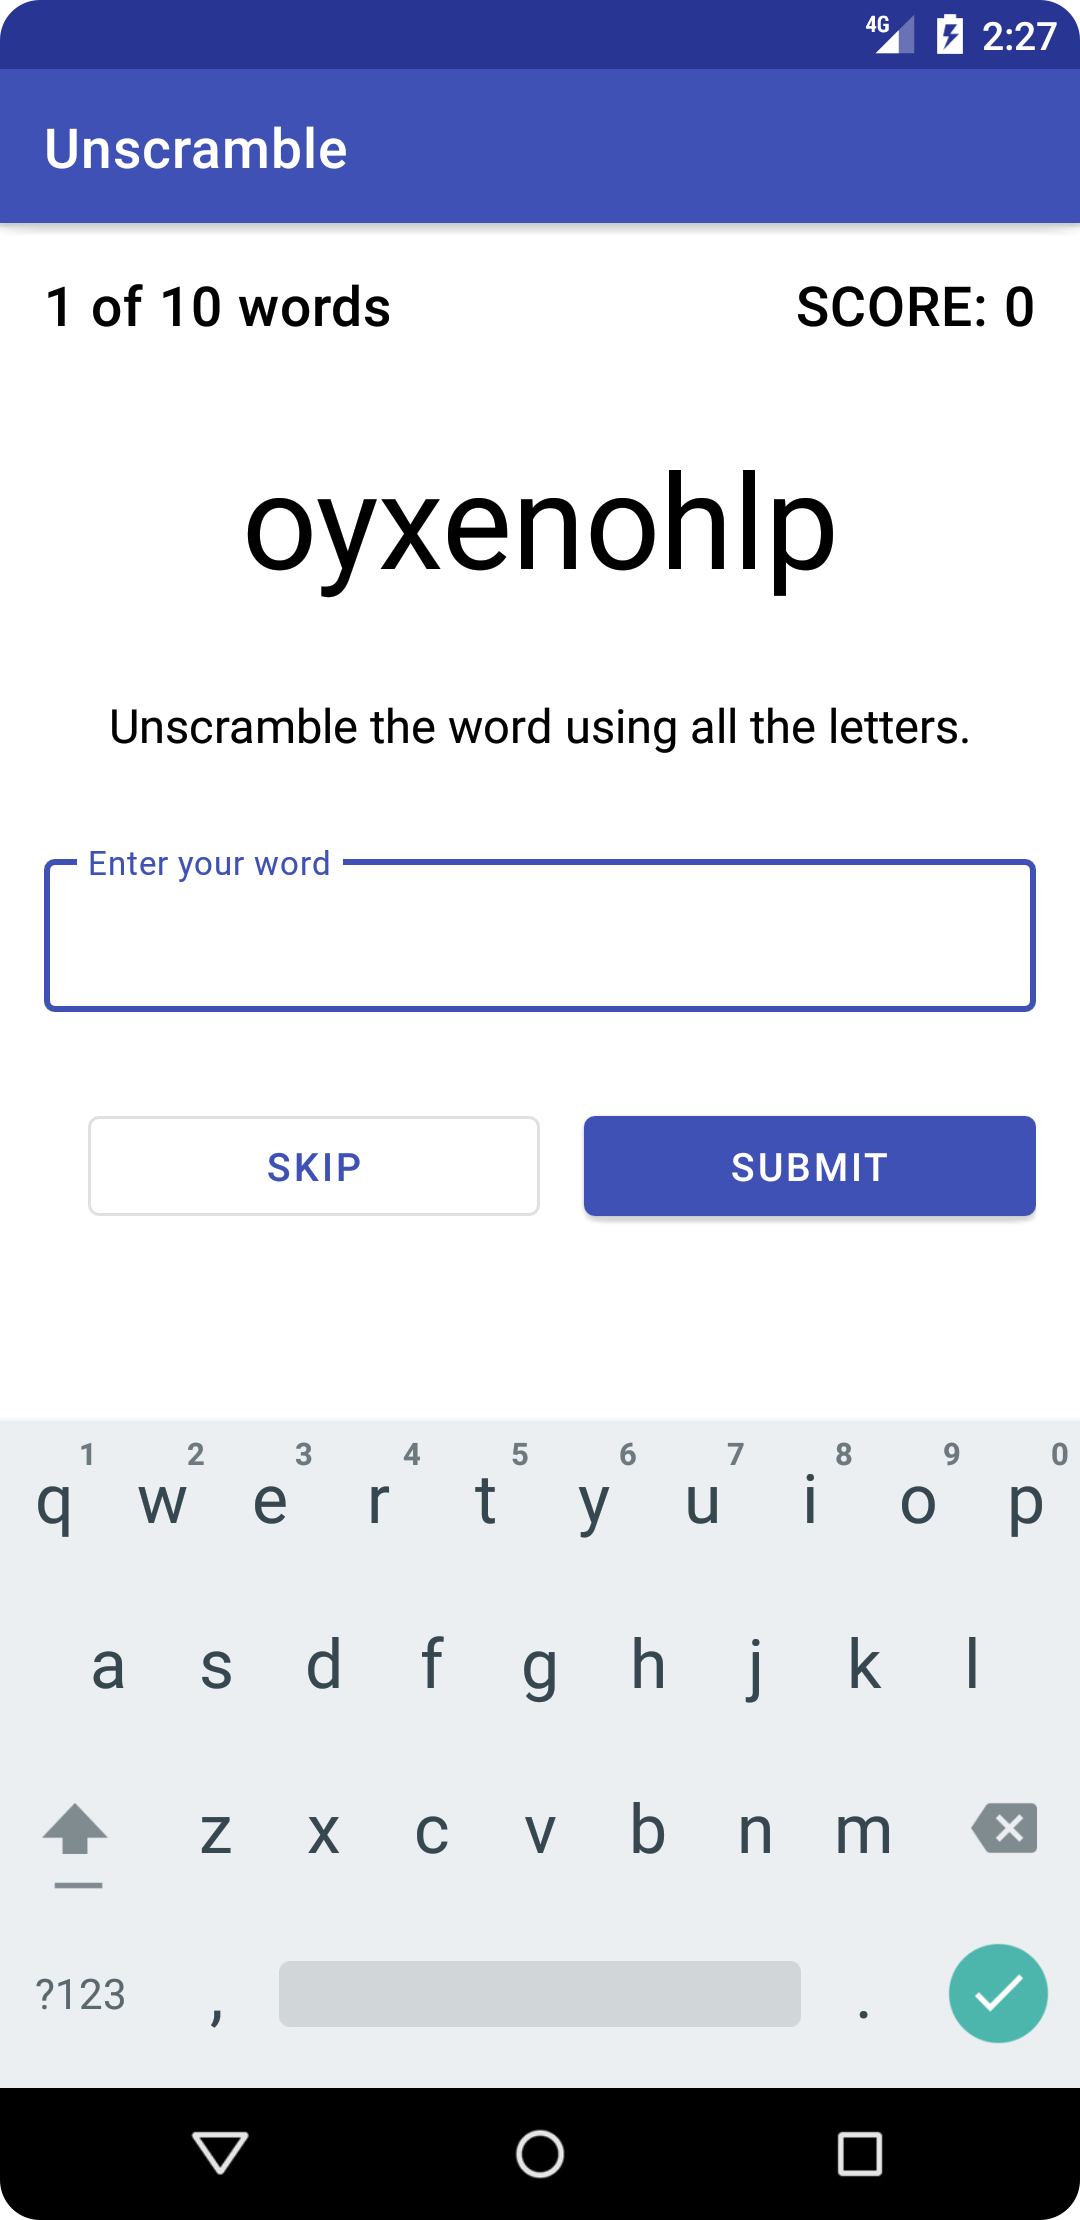 4G 2:27
Unscramble
1 of 10 words SCORE: 0
oyxenohlp
Unscramble the word using all the letters.
Enter your word
SKIP SUBMIT
1 2 3 4 5 6 7 8 9 0
q w e r t y u i o p
a s d f g h j k l
z x c v b n m
?123 , .